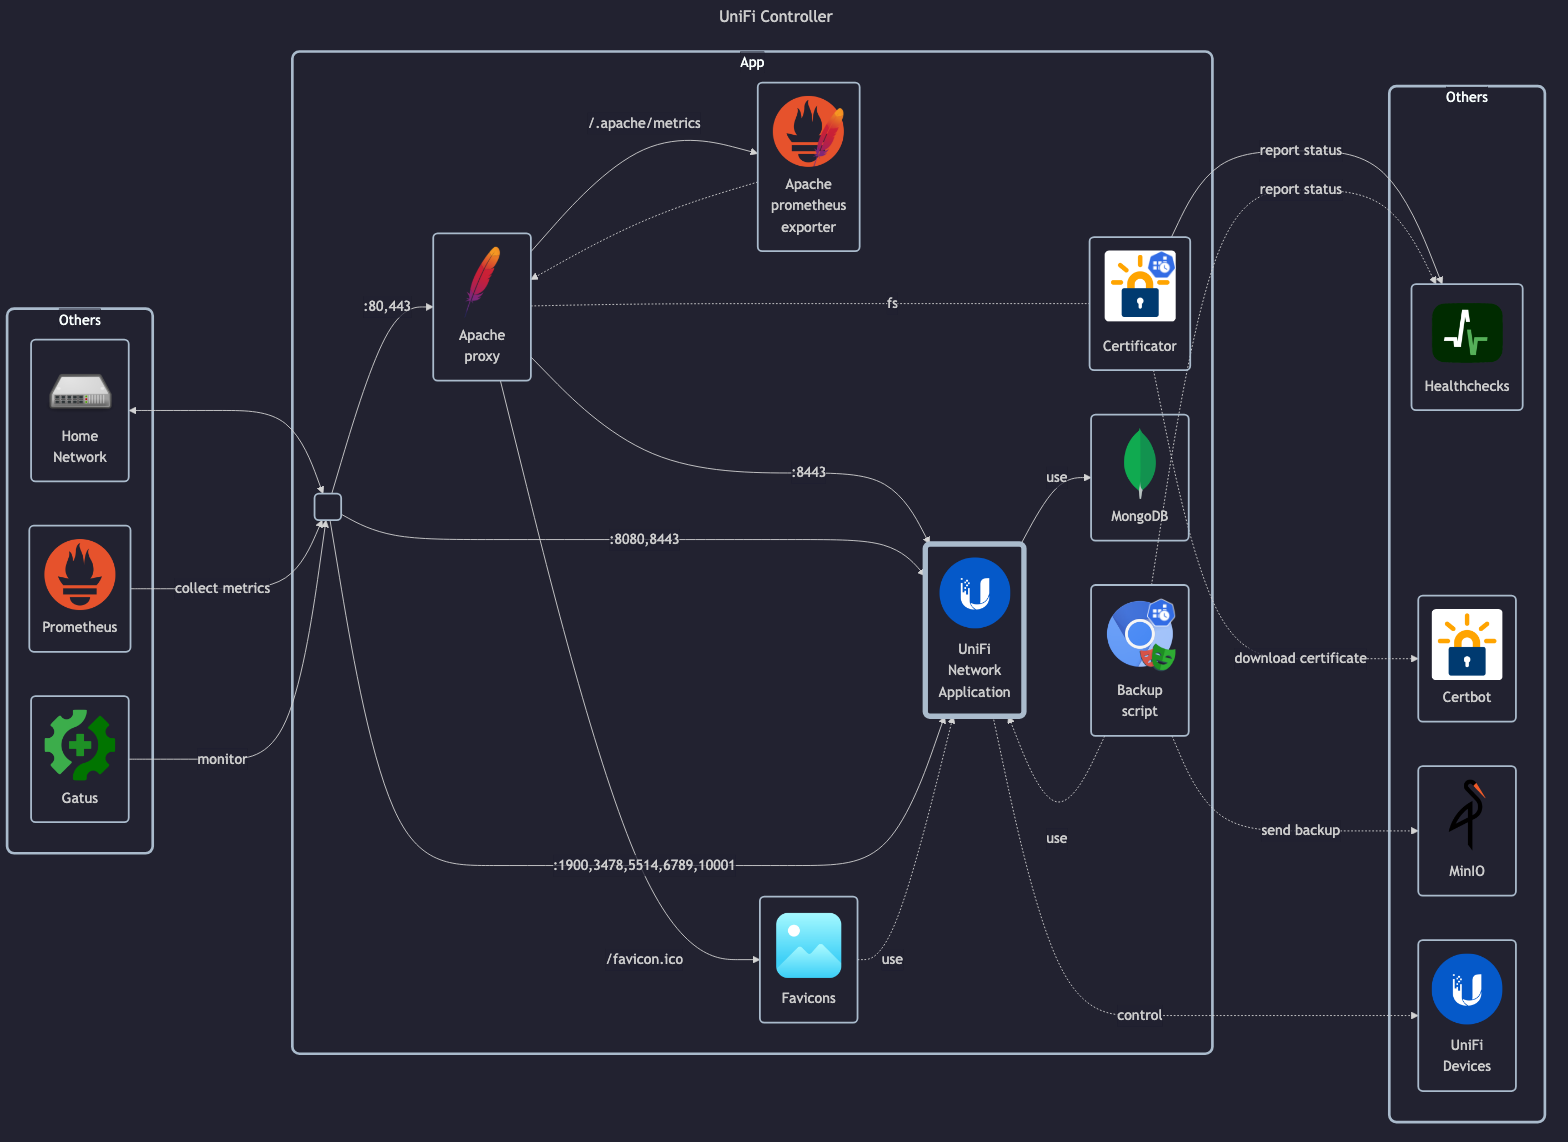 UniFi Controller
App
Others
/.apache/metrics
Apache
prometheus
exporter
report status
report status
:80,443
Apache
proxy
fs
Certificator
Healthchecks
Others
Home
Network
:8443
use
MongoDB
:8080,8443
collect metrics
Prometheus
UniFi
Network
Application
Backup
script
download certificate
Certbot
monitor
Gatus
use
send backup
MinIO
:1900,3478,5514,6789,10001
/favicon.ico
use
Favicons
control
UniFi
Devices